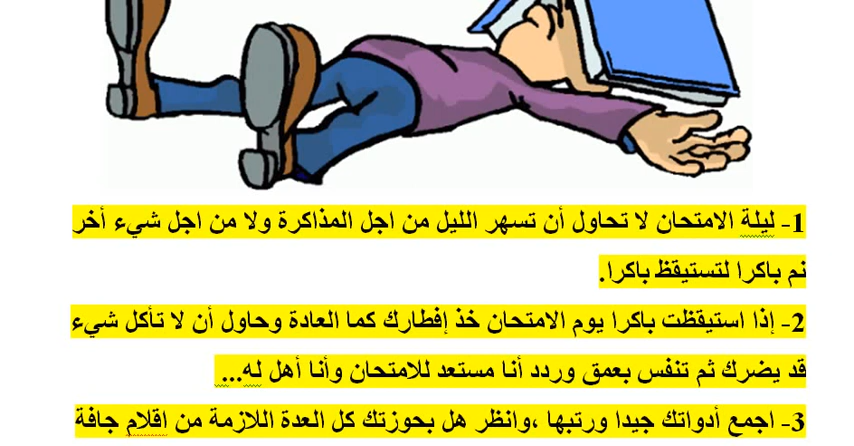 1- ليلة الامتحان لا تحاول أن تسهر الليل من اجل المذاكرة ولا من اجل شيء أخر
نم باكرا لتستيقظ باكرا.
2- إذا استيقظت باكرا يوم الامتحان خذ إفطارك كما العادة وحاول أن لا تأكل شيء
قد يضرك ثم تنفس بعمق وردد أنا مستعد للامتحان وأنا أهل له...
3- اجمع أدواتك جيدا ورتبها ،وانظر هل بحوزتك كل العدة اللازمة من اقلام جافة